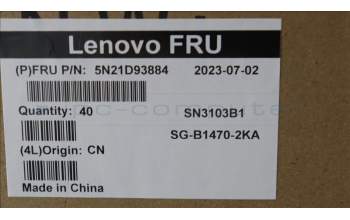 Lenovo FRU
(P)FRU P/N: 5N21D93884 2023-07-02
Quantity: 40 SN3103B1
SG-B1470-2KA
(4L)Origin: CN
Made in China